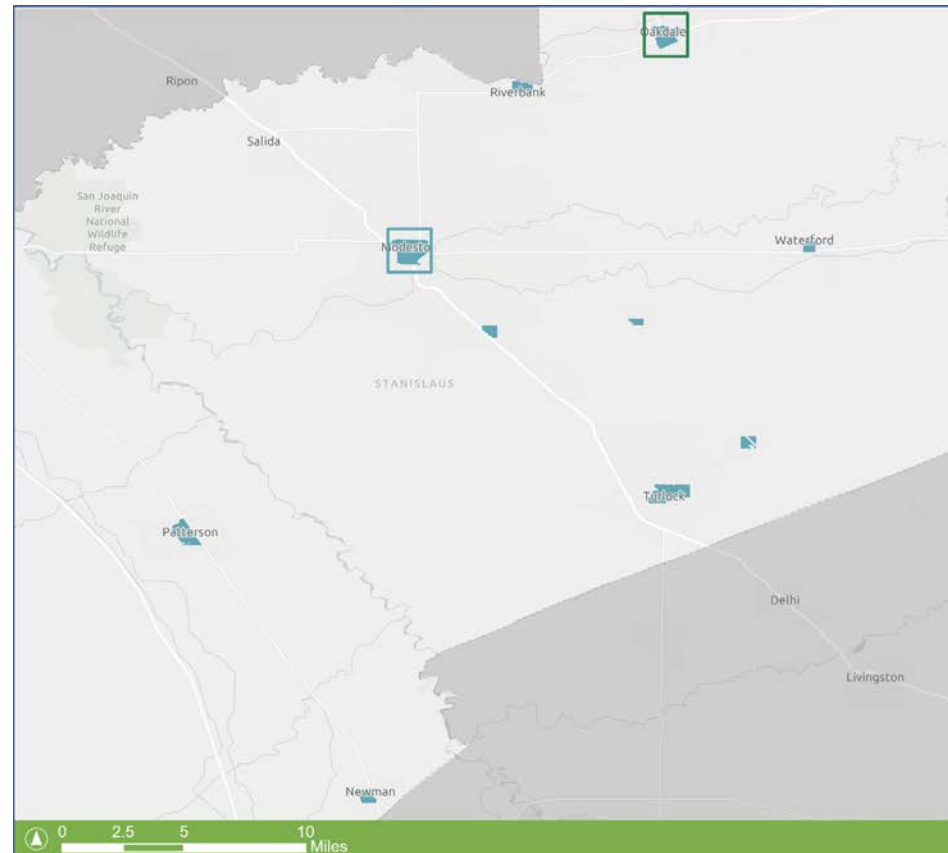 Oakdale
Ripon
Riverbank
Salida
San Joaquin
River
National
Wildlife
Refuge
Modesto
Waterford
STANISLAUS
Turlock
Patterson
Delhi
Livingston
Newman
0 2.5 5 10
Miles